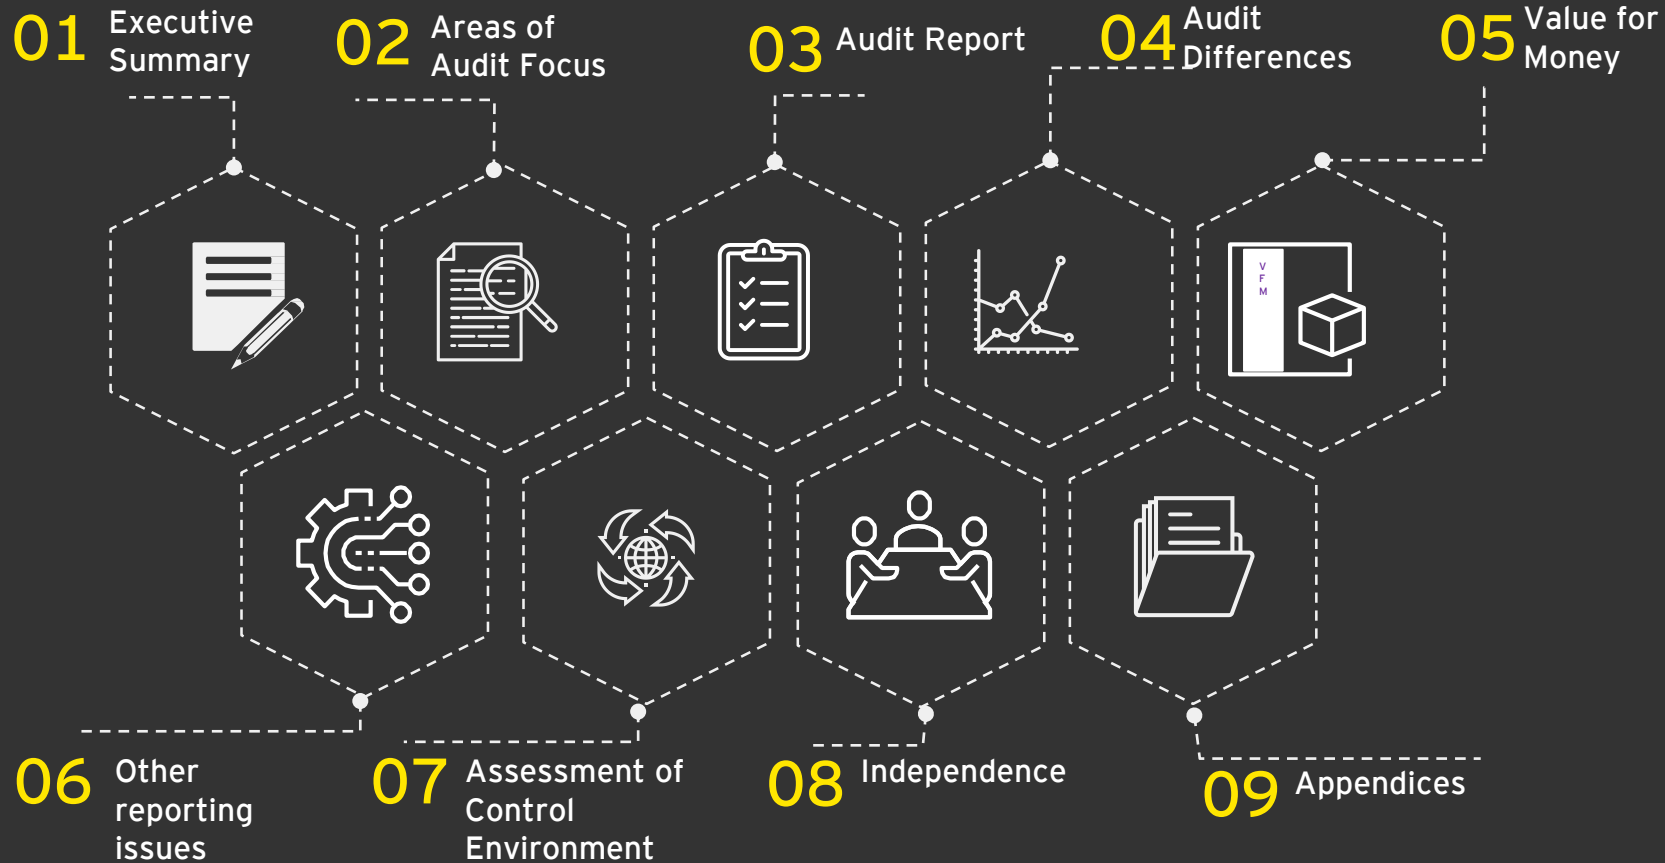 01 Executive
Summary
02 Areas of
Audit Focus
03 Audit Report
04 Audit
Differences
05 Value for
Money
V
F
M
06 Other
reporting
issues
07 Assessment of
Control
Environment
08 Independence
09 Appendices